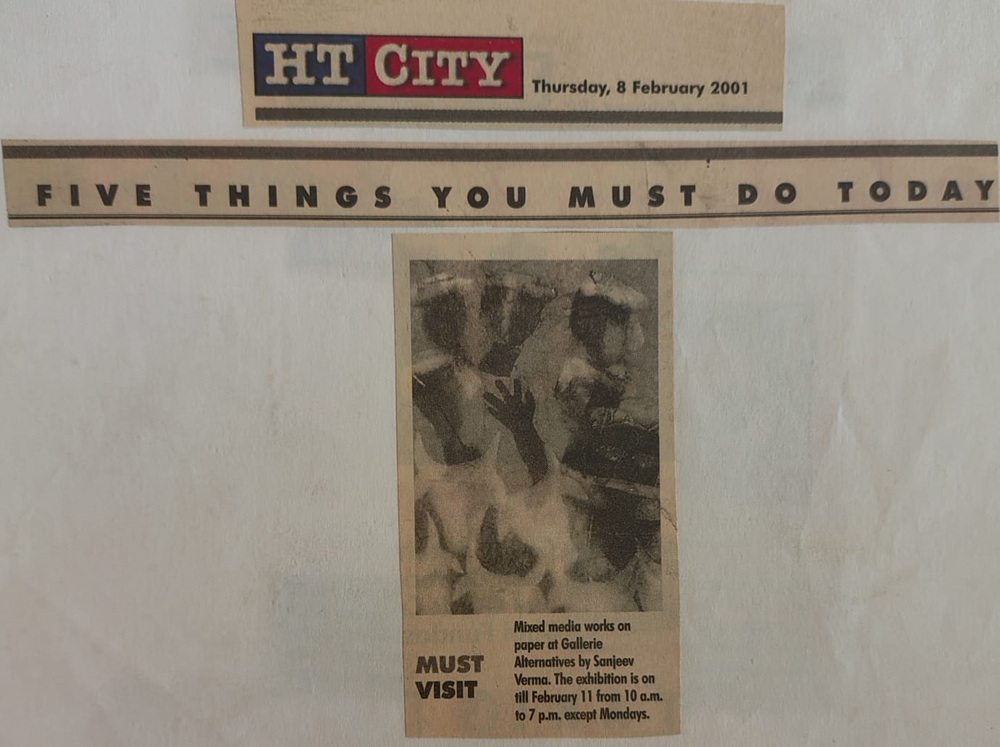 HT CITY Thursday, 8 February 2001
FIVE THINGS YOU MUST DO TODAY
MUST
VISIT
Mixed media works on
paper at Gallerie
Alternatives by Sanjeev
Verma. The exhibition is on
till February 11 from 10 a.m.
to 7 p.m. except Mondays.